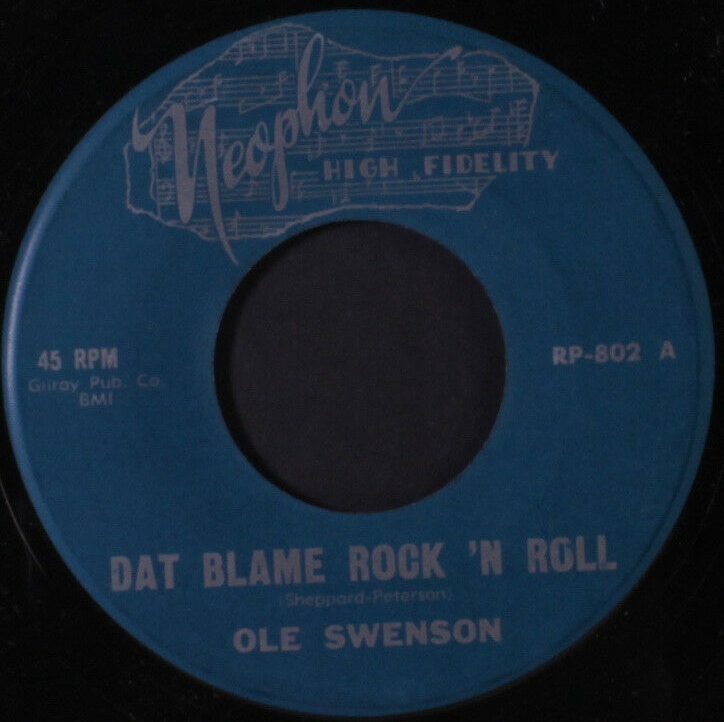 Neophon
HIGH FIDELITY
45 RPM
Gilroy Pub. Co.
BMI
RP-802 A
DAT BLAME ROCK 'N ROLL
(Sheppard-Peterson)
OLE SWENSON